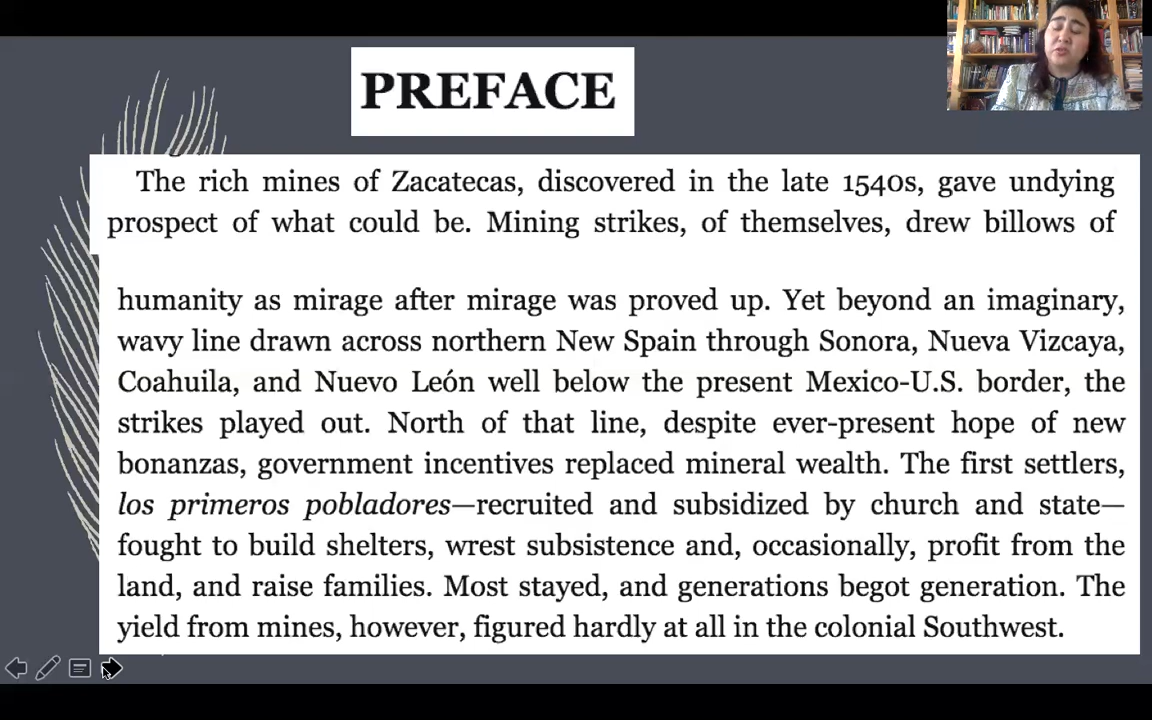 PREFACE
The rich mines of Zacatecas, discovered in the late 1540s, gave undying
prospect of what could be. Mining strikes, of themselves, drew billows of
humanity as mirage after mirage was proved up. Yet beyond an imaginary,
wavy line drawn across northern New Spain through Sonora, Nueva Vizcaya,
Coahuila, and Nuevo León well below the present Mexico-U.S. border, the
strikes played out. North of that line, despite ever-present hope of new
bonanzas, government incentives replaced mineral wealth. The first settlers,
los primeros pobladores—recruited and subsidized by church and state—
fought to build shelters, wrest subsistence and, occasionally, profit from the
land, and raise families. Most stayed, and generations begot generation. The
yield from mines, however, figured hardly at all in the colonial Southwest.